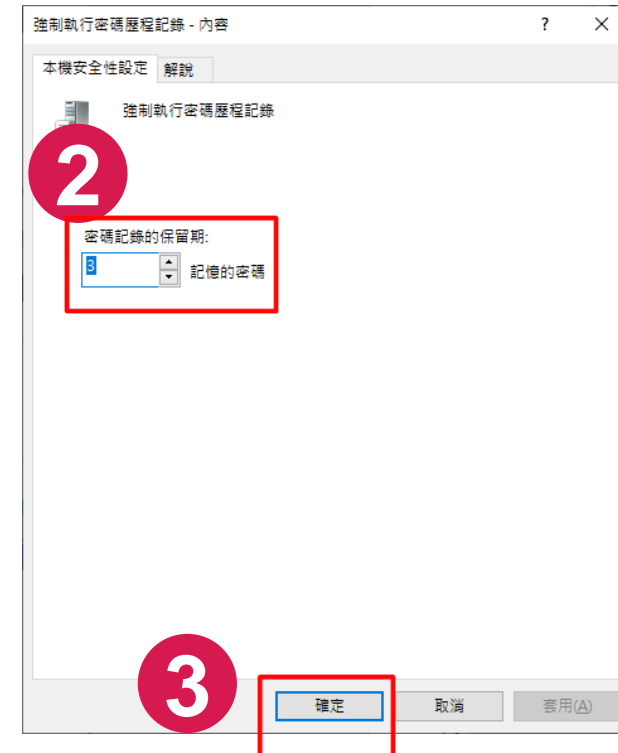 強制執行密碼歷程記錄 - 內容 ? ×
本機安全性設定 解說
強制執行密碼歷程記錄
2
密碼記錄的保留期:
3 記憶的密碼
3
確定 取消 套用(A)